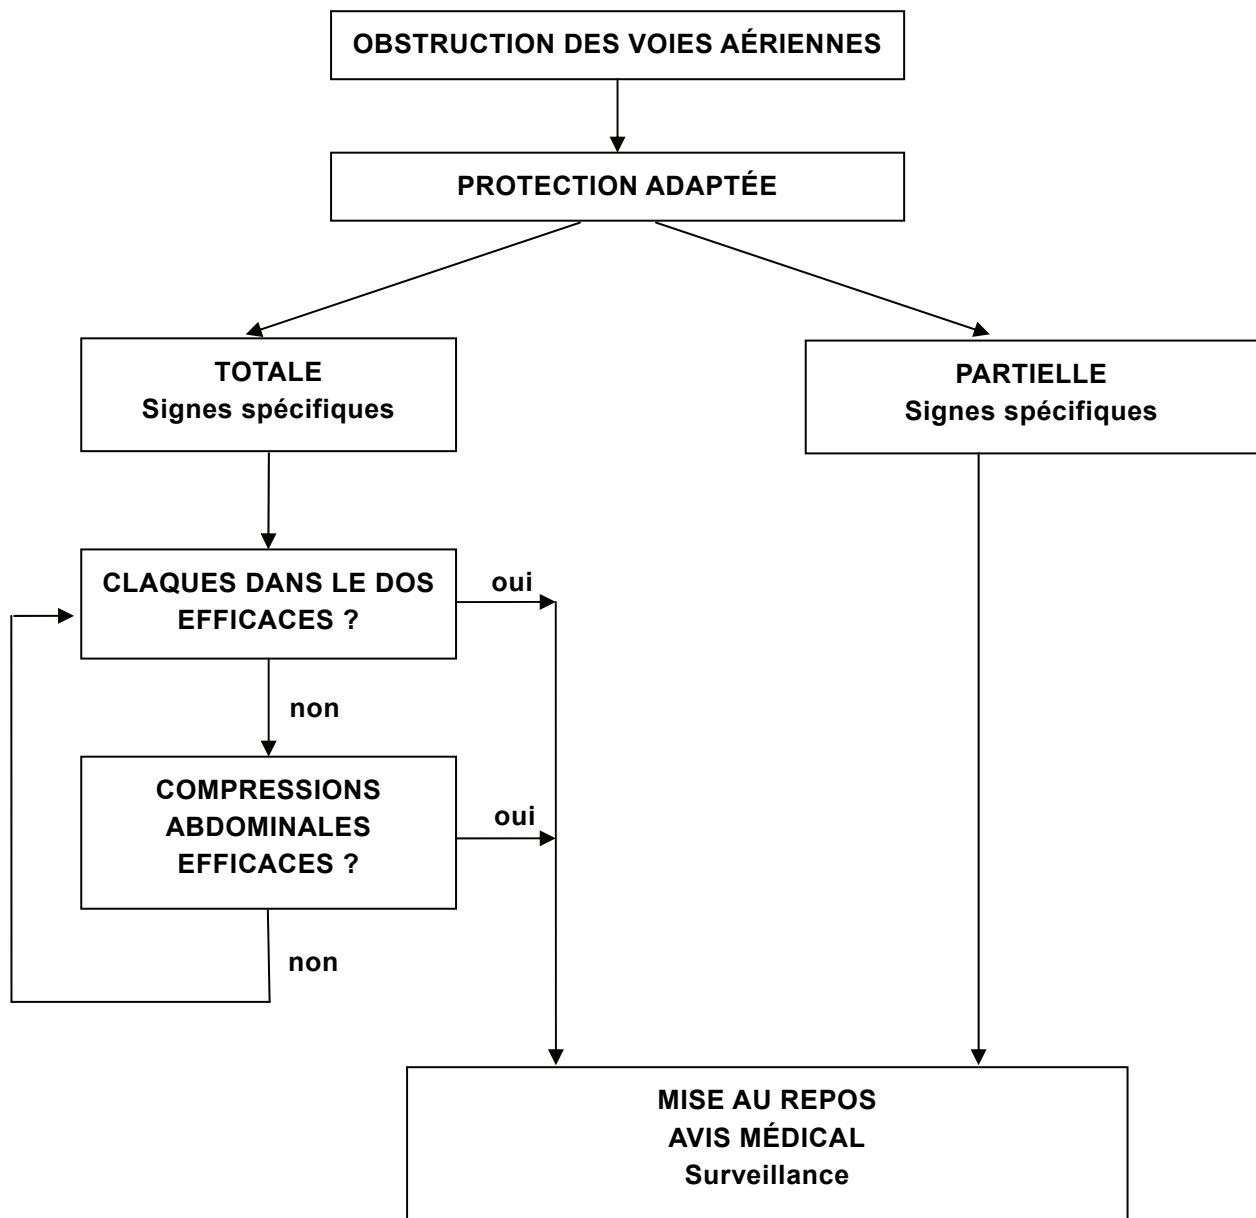 OBSTRUCTION DES VOIES AÉRIENNES
PROTECTION ADAPTÉE
TOTALE
Signes spécifiques
PARTIELLE
Signes spécifiques
CLAQUES DANS LE DOS
EFFICACES ?
oui
non
COMPRESSIONS
ABDOMINALES
EFFICACES ?
oui
non
MISE AU REPOS
AVIS MÉDICAL
Surveillance